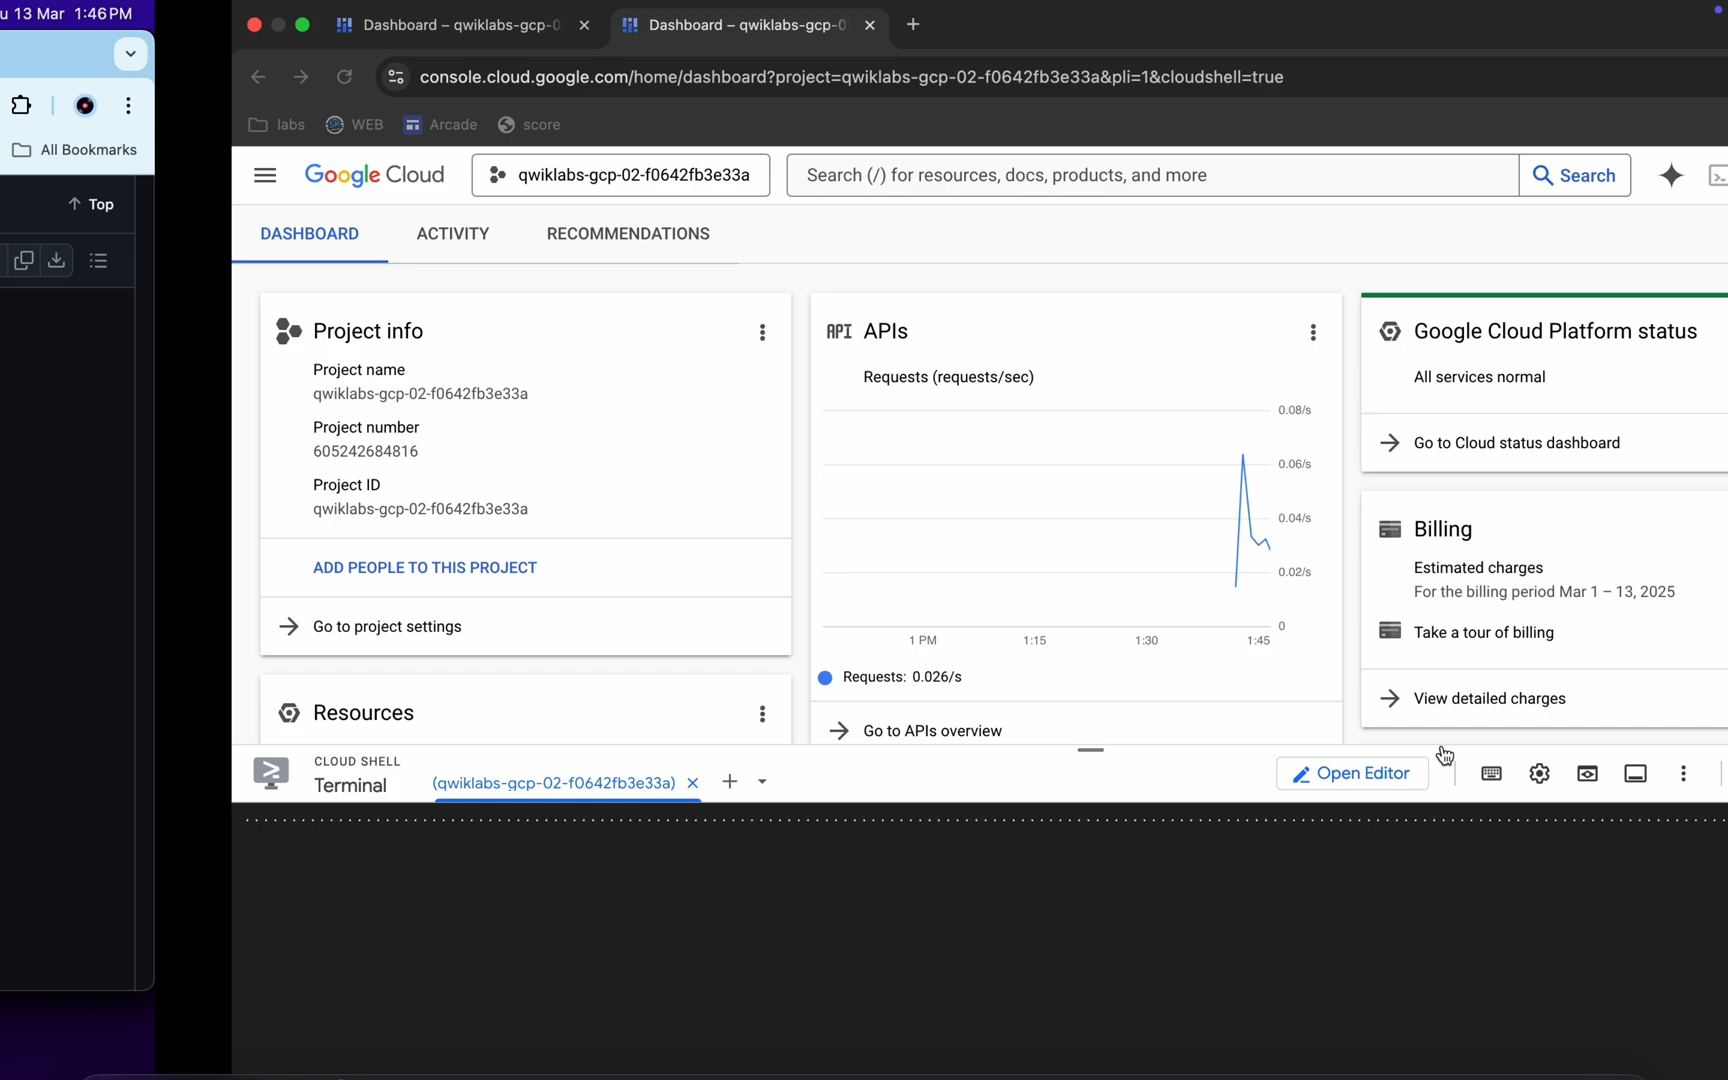 u 13 Mar 1:46 PM
All Bookmarks
Top
Dashboard – qwiklabs-gcp-0
Dashboard – qwiklabs-gcp-0
console.cloud.google.com/home/dashboard?project=qwiklabs-gcp-02-f0642fb3e33a&pli=1&cloudshell=true
labs
WEB
Arcade
score
Google Cloud
qwiklabs-gcp-02-f0642fb3e33a
Search (/) for resources, docs, products, and more
Search
DASHBOARD
ACTIVITY
RECOMMENDATIONS
Project info
Project name
qwiklabs-gcp-02-f0642fb3e33a
Project number
605242684816
Project ID
qwiklabs-gcp-02-f0642fb3e33a
ADD PEOPLE TO THIS PROJECT
Go to project settings
Resources
API APIs
Requests (requests/sec)
0.08/s
0.06/s
0.04/s
0.02/s
0
1 PM
1:15
1:30
1:45
Requests: 0.026/s
Go to APIs overview
Google Cloud Platform status
All services normal
Go to Cloud status dashboard
Billing
Estimated charges
For the billing period Mar 1 – 13, 2025
Take a tour of billing
View detailed charges
CLOUD SHELL
Terminal
(qwiklabs-gcp-02-f0642fb3e33a)
Open Editor